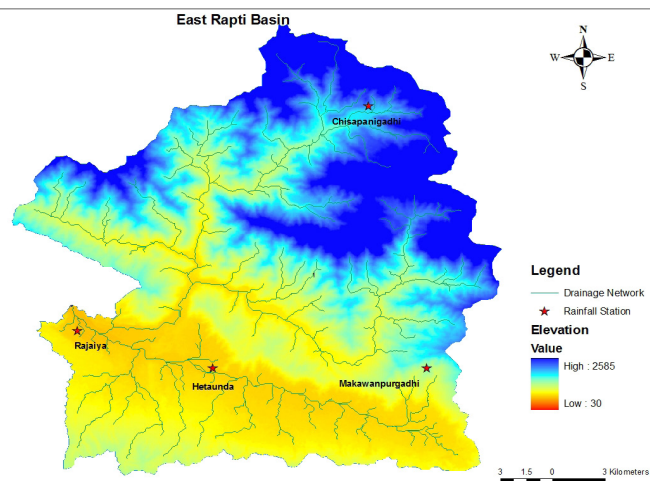 East Rapti Basin
N
W E
S
Chisapanigadhi
Legend
Drainage Network
Rainfall Station
Elevation
Value
High : 2585
Low : 30
Rajaiya
Hetaunda
Makawanpurgadhi
3 1.5 0 3 Kilometers